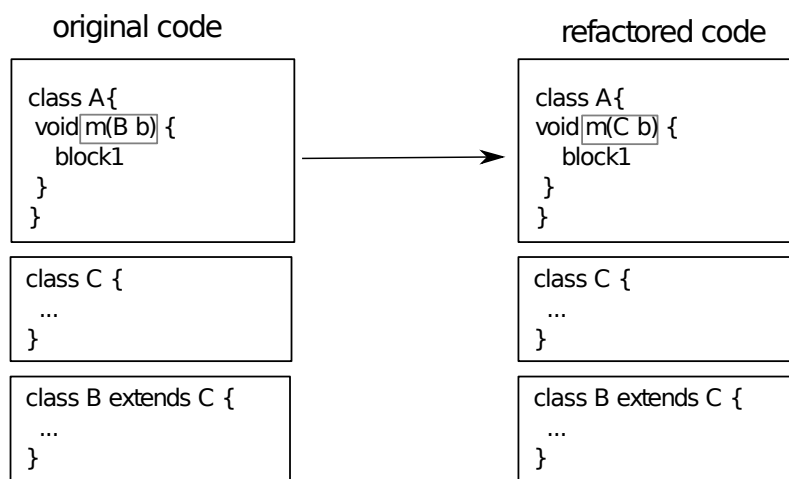 original code
class A{
void m(B b) {
block1
}
}
class C {
...
}
class B extends C {
...
}
refactored code
class A{
void m(C b) {
block1
}
}
class C {
...
}
class B extends C {
...
}